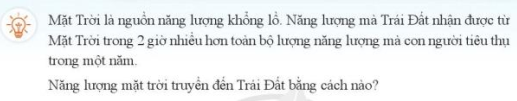 Mặt Trời là nguồn năng lượng khổng lồ. Năng lượng mà Trái Đất nhận được từ
Mặt Trời trong 2 giờ nhiều hơn toàn bộ lượng năng lượng mà con người tiêu thụ
trong một năm.
Năng lượng mặt trời truyền đến Trái Đất bằng cách nào?